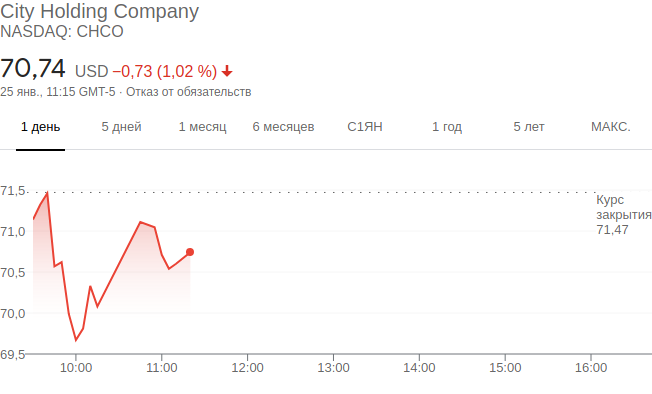 City Holding Company
NASDAQ: CHCO
70,74 USD −0,73 (1,02 %)
25 янв., 11:15 GMT-5 · Отказ от обязательств
1 день 5 дней 1 месяц 6 месяцев С1ЯН 1 год 5 лет МАКС.
71,5
Курс
закрытия
71,47
71,0
70,5
70,0
69,5
10:00 11:00 12:00 13:00 14:00 15:00 16:00